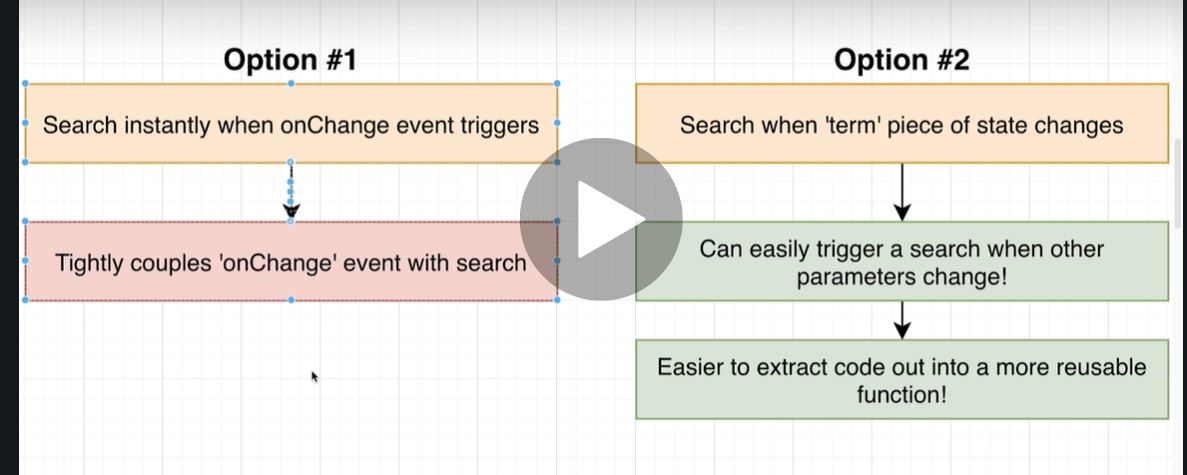 Option #1
Search instantly when onChange event triggers
Tightly couples 'onChange' event with search
Option #2
Search when 'term' piece of state changes
Can easily trigger a search when other
parameters change!
Easier to extract code out into a more reusable
function!